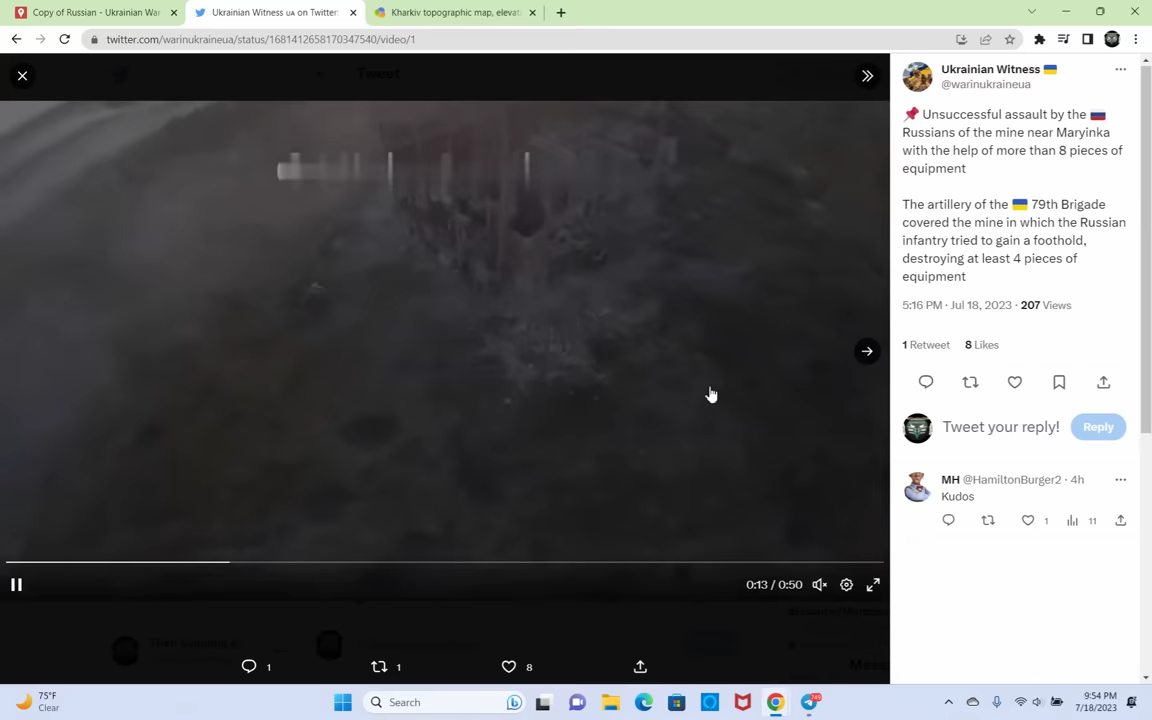 Copy of Russian - Ukrainian Wa
Ukrainian Witness UA on Twitter:
Kharkiv topographic map, elevat
twitter.com/warinukraineua/status/1681412658170347540/video/1
Tweet
Ukrainian Witness 🇺🇦
@warinukraineua
📌 Unsuccessful assault by the 🇷🇺
Russians of the mine near Maryinka
with the help of more than 8 pieces of
equipment
The artillery of the 🇺🇦 79th Brigade
covered the mine in which the Russian
infantry tried to gain a foothold,
destroying at least 4 pieces of
equipment
5:16 PM · Jul 18, 2023 · 207 Views
1 Retweet 8 Likes
Tweet your reply!
Reply
MH @HamiltonBurger2 · 4h
Kudos
1 11
0:13 / 0:50
1 1 8
75°F
Clear
Search
9:54 PM
7/18/2023